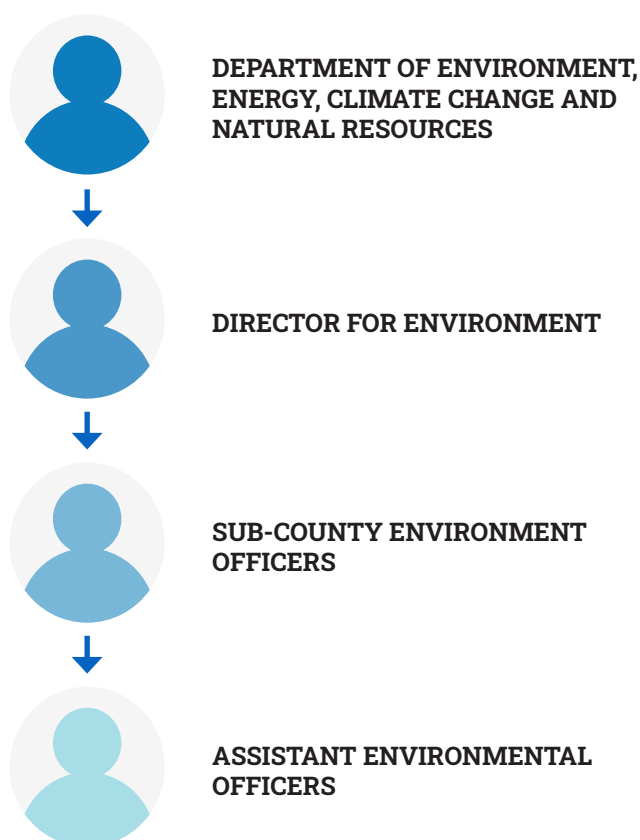 DEPARTMENT OF ENVIRONMENT,
ENERGY, CLIMATE CHANGE AND
NATURAL RESOURCES
DIRECTOR FOR ENVIRONMENT
SUB-COUNTY ENVIRONMENT
OFFICERS
ASSISTANT ENVIRONMENTAL
OFFICERS